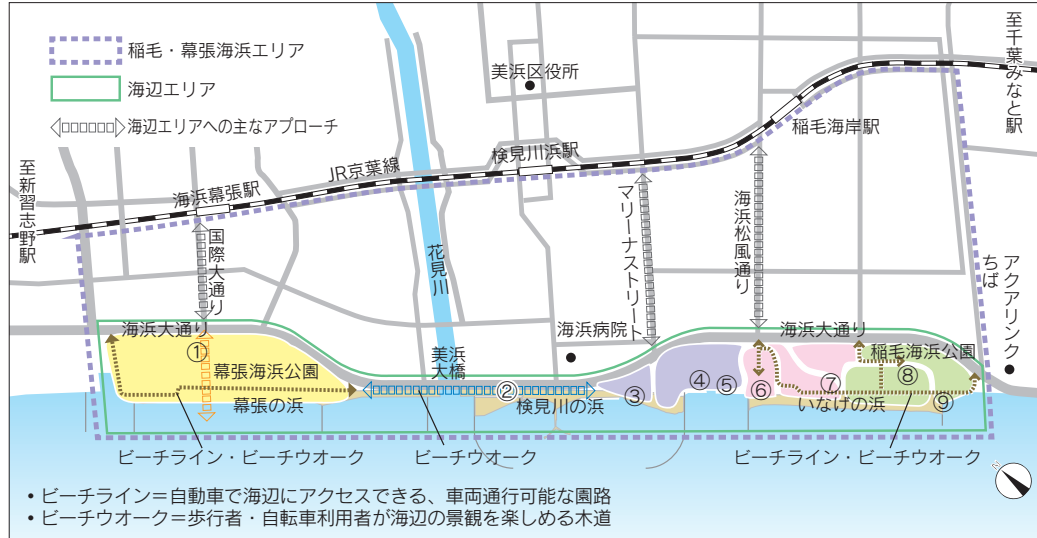 稲毛・幕張海浜エリア
海辺エリア
海辺エリアへの主なアプローチ
美浜区役所
至千葉みなと駅
稲毛海岸駅
検見川浜駅
JR京葉線
海浜幕張駅
至新習志野駅
国際大通り
花見川
マリーナストリート
海浜松風通り
アクアリンク
ちば
海浜大通り
美浜
大橋
海浜病院
海浜大通り
稲毛海浜公園
①
幕張海浜公園
②
③
④
⑤
⑥
⑦
⑧
⑨
幕張の浜
検見川の浜
いなげの浜
ビーチライン・ビーチウオーク
ビーチウオーク
ビーチライン・ビーチウオーク
N
• ビーチライン＝自動車で海辺にアクセスできる、車両通行可能な園路
• ビーチウオーク＝歩行者・自転車利用者が海辺の景観を楽しめる木道